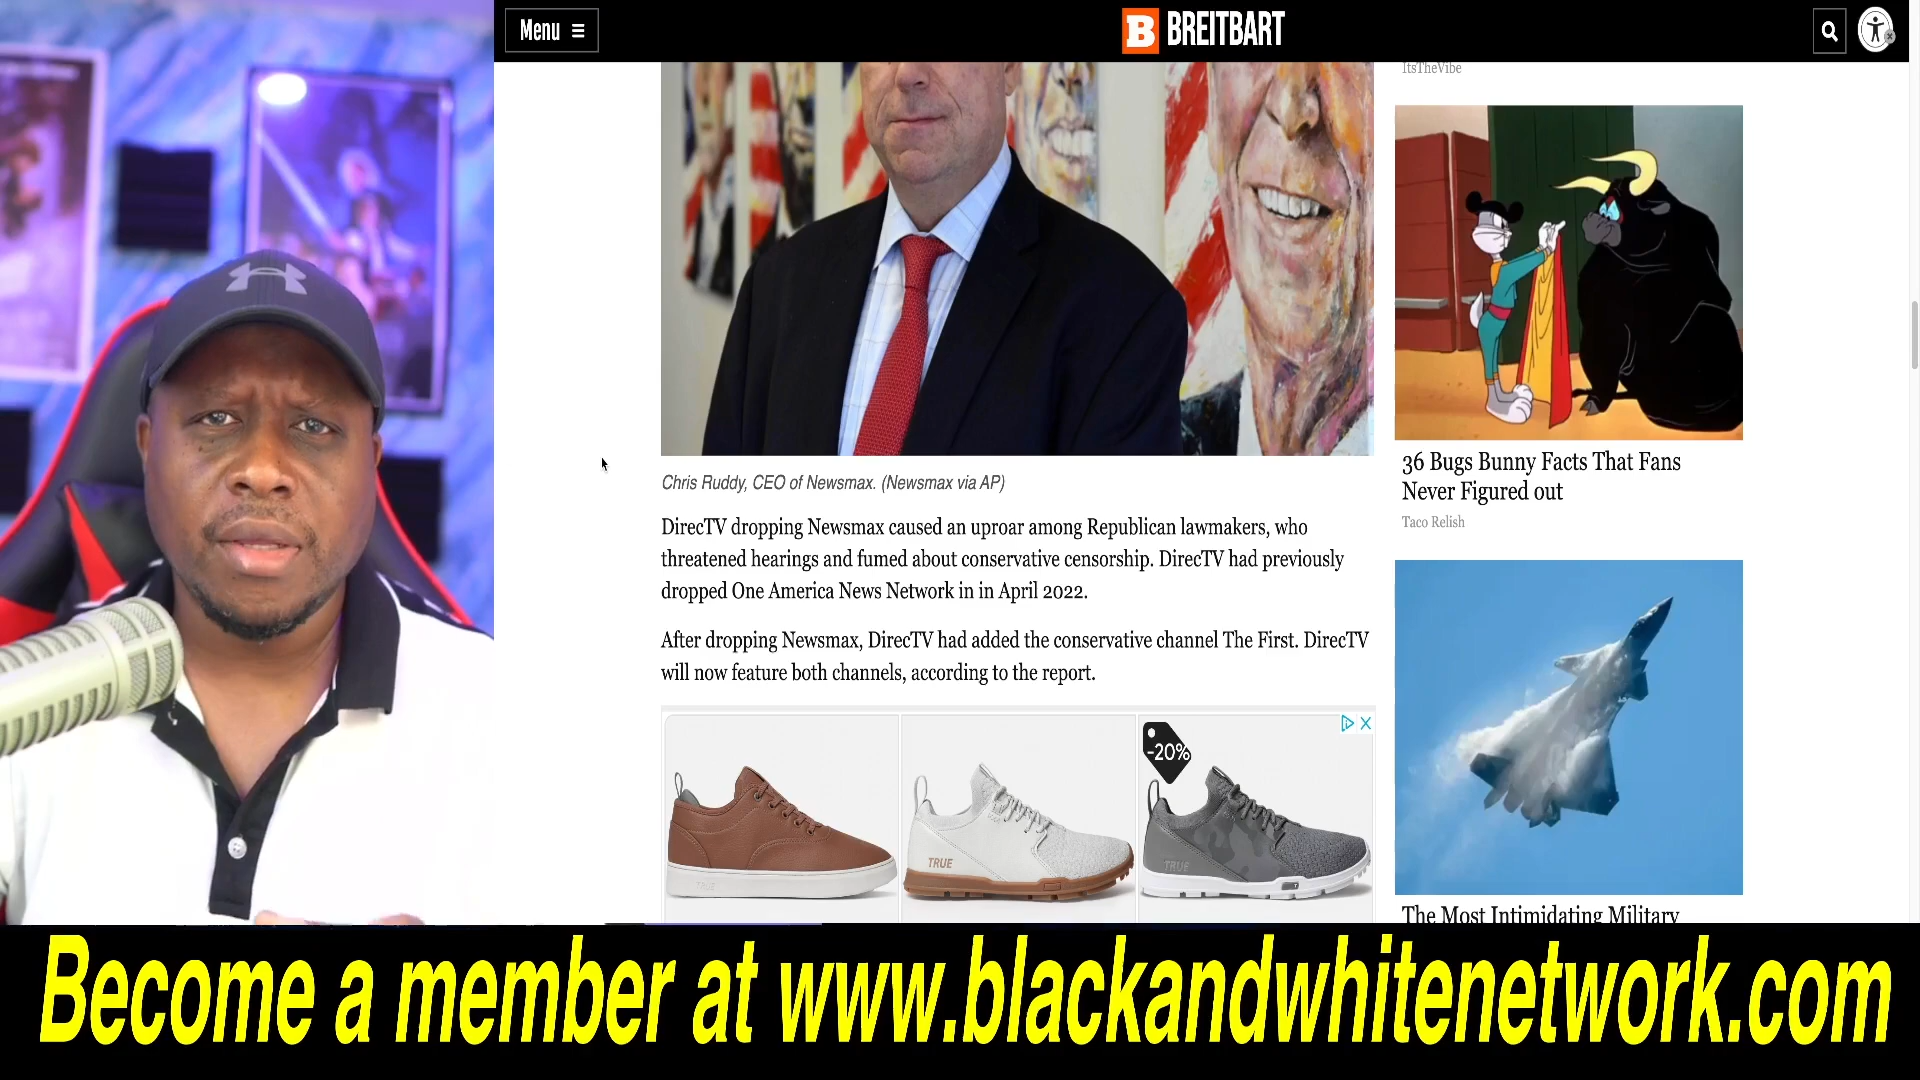 Menu
BREITBART
ItsTheVibe
Chris Ruddy, CEO of Newsmax. (Newsmax via AP)
DirecTV dropping Newsmax caused an uproar among Republican lawmakers, who
threatened hearings and fumed about conservative censorship. DirecTV had previously
dropped One America News Network in in April 2022.
After dropping Newsmax, DirecTV had added the conservative channel The First. DirecTV
will now feature both channels, according to the report.
36 Bugs Bunny Facts That Fans
Never Figured out
Taco Relish
-20%
TRUE
TRUE
TRUE
The Most Intimidating Military
Become a member at www.blackandwhitenetwork.com